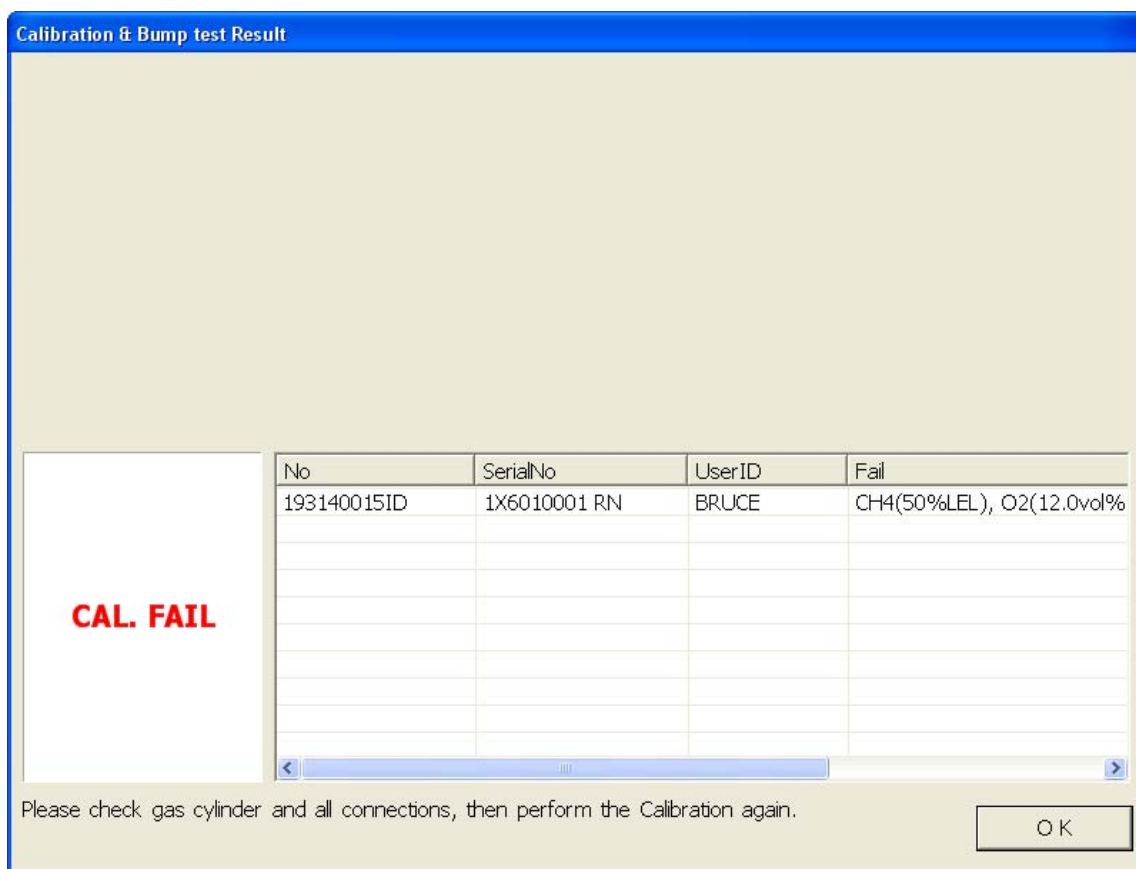 Calibration & Bump test Result
No SerialNo UserID Fail
193140015ID 1X6010001 RN BRUCE CH4(50%LEL), O2(12.0vol%
CAL. FAIL
Please check gas cylinder and all connections, then perform the Calibration again.
O K